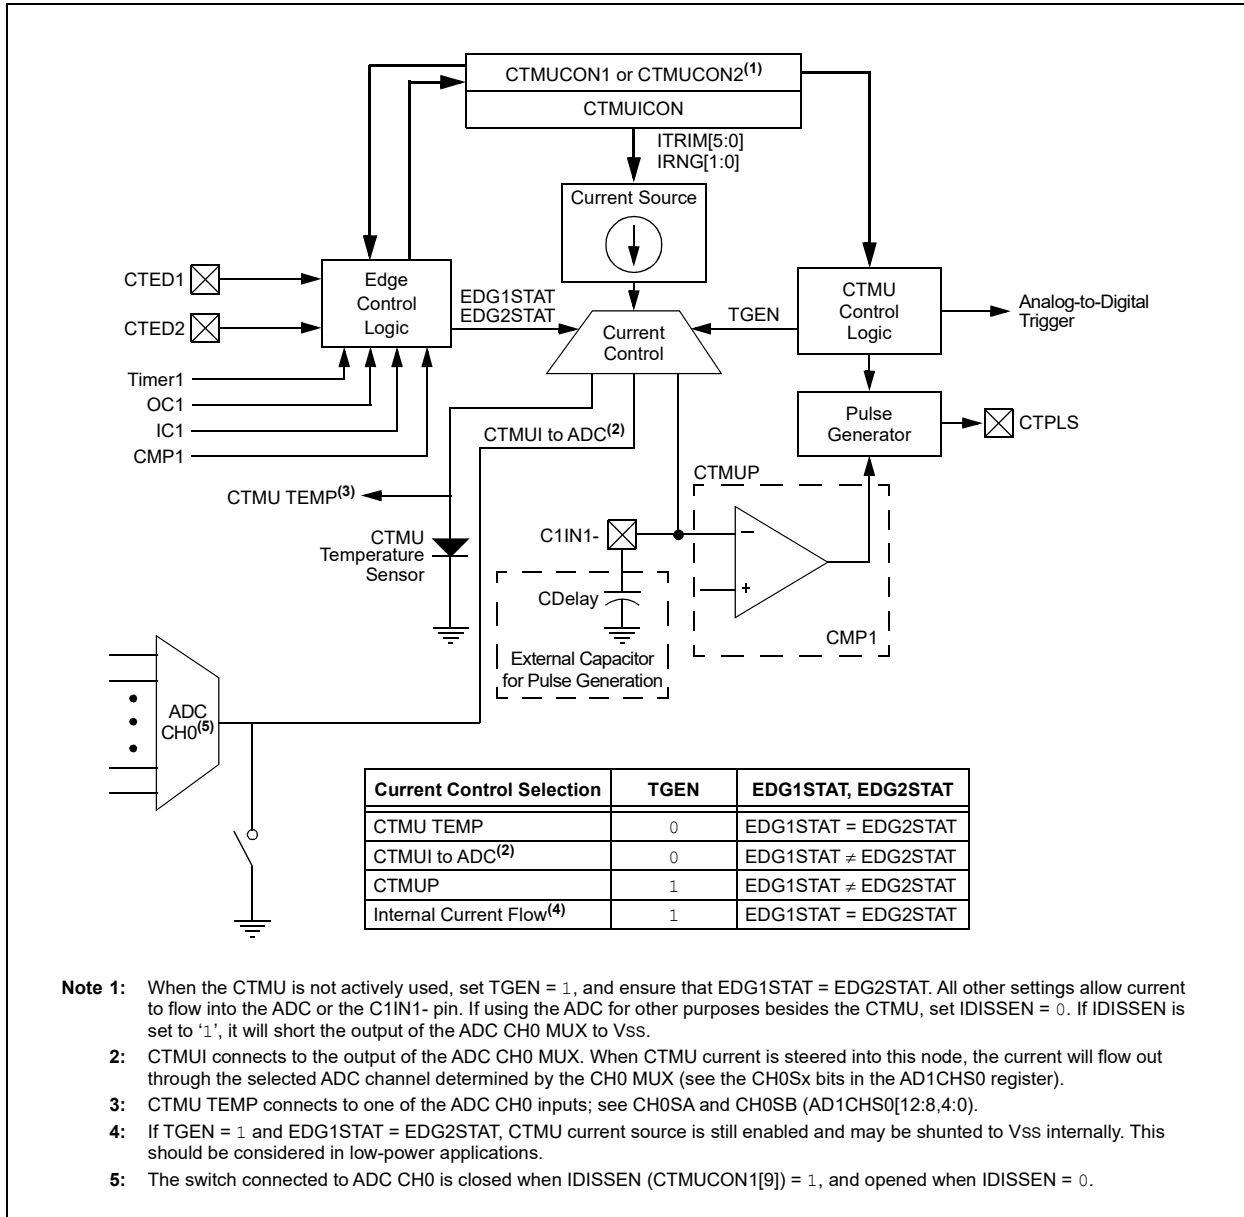 CTMUCON1 or CTMUCON2(1)
CTMUICON
ITRIM[5:0]
IRNG[1:0]
Current Source
CTED1
CTED2
Edge
Control
Logic
EDG1STAT
EDG2STAT
Current
Control
TGEN
CTMU
Control
Logic
Analog-to-Digital
Trigger
Timer1
OC1
IC1
CMP1
CTMUI to ADC(2)
Pulse
Generator
CTPLS
CTMU TEMP(3)
CTMUP
CTMU
Temperature
Sensor
C1IN1-
–
+
CDelay
CMP1
External Capacitor
for Pulse Generation
ADC
CH0(5)
Current Control Selection TGEN EDG1STAT, EDG2STAT
CTMU TEMP 0 EDG1STAT = EDG2STAT
CTMUI to ADC(2) 0 EDG1STAT ≠ EDG2STAT
CTMUP 1 EDG1STAT ≠ EDG2STAT
Internal Current Flow(4) 1 EDG1STAT = EDG2STAT
Note 1: When the CTMU is not actively used, set TGEN = 1, and ensure that EDG1STAT = EDG2STAT. All other settings allow current
to flow into the ADC or the C1IN1- pin. If using the ADC for other purposes besides the CTMU, set IDISSEN = 0. If IDISSEN is
set to ‘1’, it will short the output of the ADC CH0 MUX to VSS.
2: CTMUI connects to the output of the ADC CH0 MUX. When CTMU current is steered into this node, the current will flow out
through the selected ADC channel determined by the CH0 MUX (see the CH0Sx bits in the AD1CHS0 register).
3: CTMU TEMP connects to one of the ADC CH0 inputs; see CH0SA and CH0SB (AD1CHS0[12:8,4:0).
4: If TGEN = 1 and EDG1STAT = EDG2STAT, CTMU current source is still enabled and may be shunted to VSS internally. This
should be considered in low-power applications.
5: The switch connected to ADC CH0 is closed when IDISSEN (CTMUCON1[9]) = 1, and opened when IDISSEN = 0.